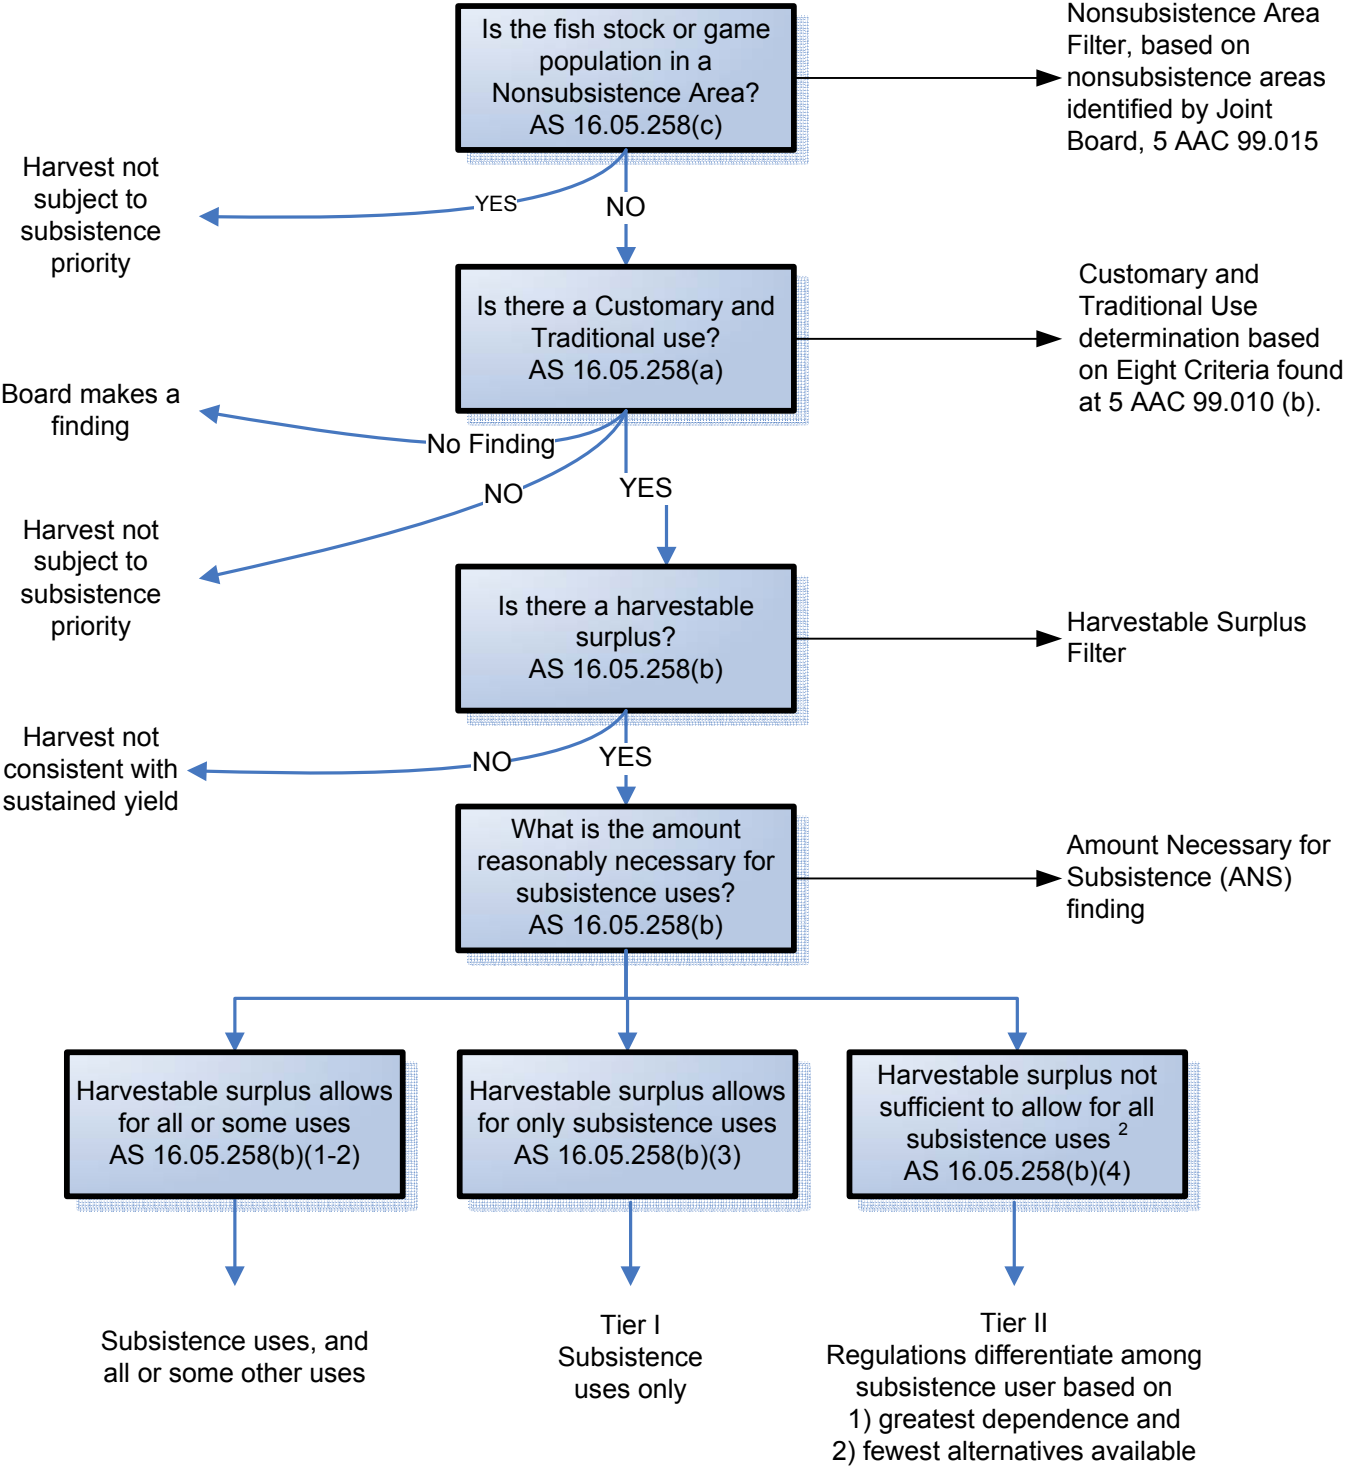 Is the fish stock or game
population in a
Nonsubsistence Area?
AS 16.05.258(c)
Nonsubsistence Area
Filter, based on
nonsubsistence areas
identified by Joint
Board, 5 AAC 99.015
Harvest not
subject to
subsistence
priority
YES
NO
Is there a Customary and
Traditional use?
AS 16.05.258(a)
Customary and
Traditional Use
determination based
on Eight Criteria found
at 5 AAC 99.010 (b).
Board makes a
finding
No Finding
NO
YES
Harvest not
subject to
subsistence
priority
Is there a harvestable
surplus?
AS 16.05.258(b)
Harvestable Surplus
Filter
Harvest not
consistent with
sustained yield
NO
YES
What is the amount
reasonably necessary for
subsistence uses?
AS 16.05.258(b)
Amount Necessary for
Subsistence (ANS)
finding
Harvestable surplus allows
for all or some uses
AS 16.05.258(b)(1-2)
Harvestable surplus allows
for only subsistence uses
AS 16.05.258(b)(3)
Harvestable surplus not
sufficient to allow for all
subsistence uses 2
AS 16.05.258(b)(4)
Subsistence uses, and
all or some other uses
Tier I
Subsistence
uses only
Tier II
Regulations differentiate among
subsistence user based on
1) greatest dependence and
2) fewest alternatives available